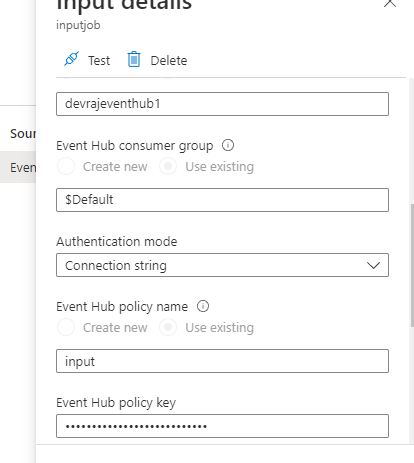 Input details
inputjob
Test Delete
devrajeventhub1
Sour
Event Hub consumer group
Even
Create new Use existing
$Default
Authentication mode
Connection string
Event Hub policy name
Create new Use existing
input
Event Hub policy key
••••••••••••••••••••••••••••